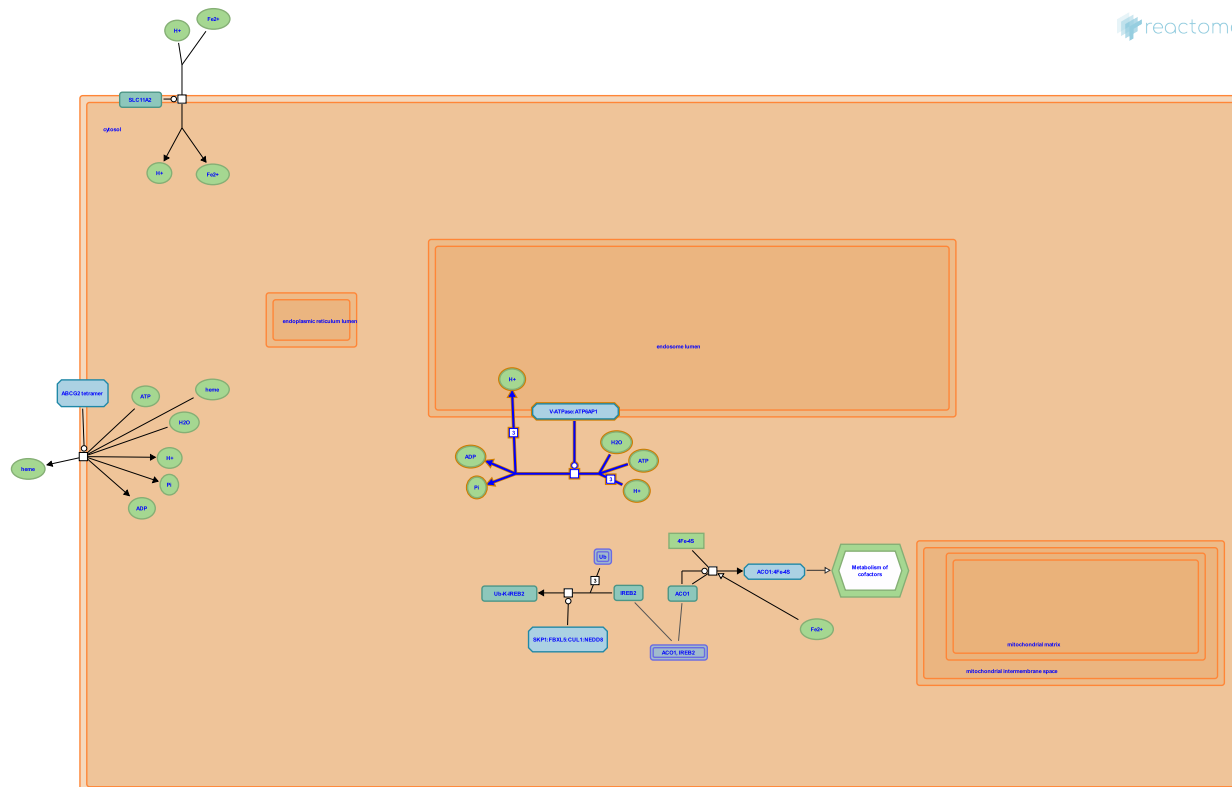 H+
Fe2+
reactome
SLC11A2
cytosol
H+
Fe2+
endoplasmic reticulum lumen
endosome lumen
ABCG2 tetramer
ATP
heme
H2O
H+
heme
Pi
ADP
H+
V-ATPase:ATP6AP1
3
H2O
ADP
ATP
3
Pi
H+
4Fe-4S
Ub
Metabolism of
cofactors
ACO1:4Fe-4S
3
Ub-K-IREB2
IREB2
ACO1
Fe2+
SKP1:FBXL5:CUL1:NEDD8
ACO1, IREB2
mitochondrial matrix
mitochondrial intermembrane space